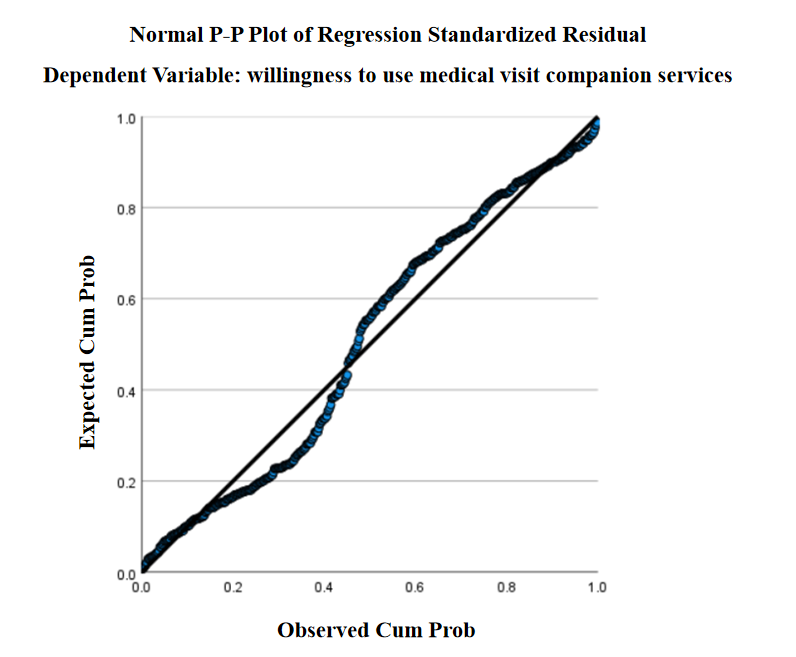 Normal P-P Plot of Regression Standardized Residual
Dependent Variable: willingness to use medical visit companion services
1.0
0.8
0.6
0.4
0.2
0.0
Expected Cum Prob
0.0 0.2 0.4 0.6 0.8 1.0
Observed Cum Prob